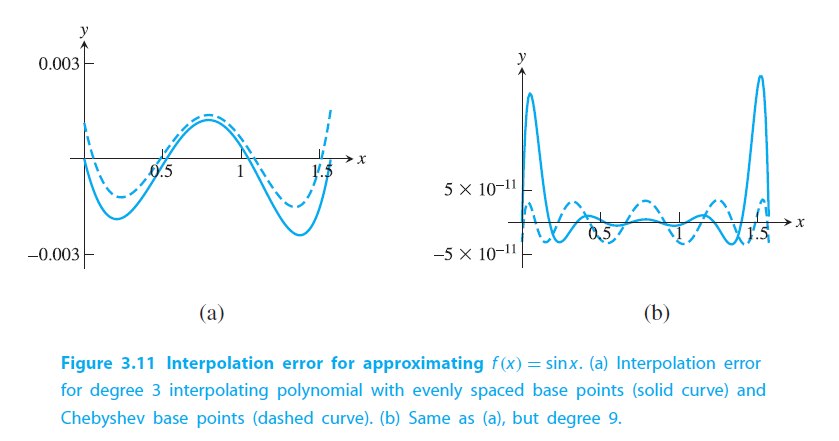 y
0.003
0.5
1
1.5
x
−0.003
(a)
y
5 × 10−11
0.5
1
1.5
x
−5 × 10−11
(b)
Figure 3.11 Interpolation error for approximating f(x) = sinx. (a) Interpolation error
for degree 3 interpolating polynomial with evenly spaced base points (solid curve) and
Chebyshev base points (dashed curve). (b) Same as (a), but degree 9.